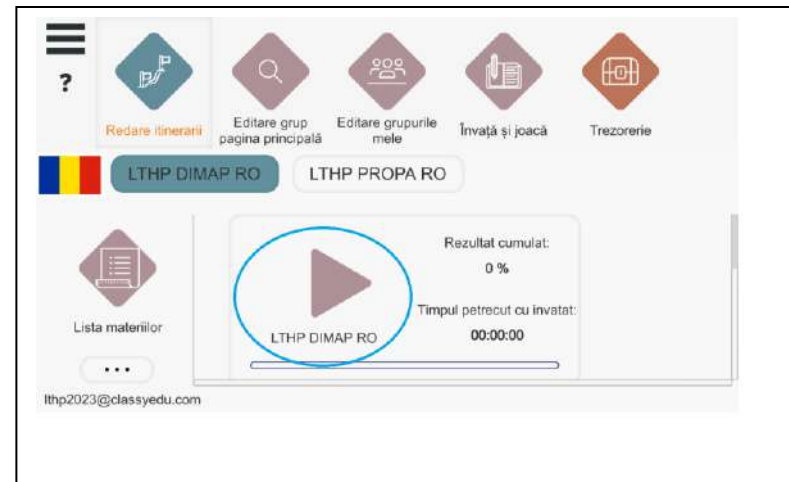 ?
Redare itinerarii
Editare grup
pagina principală
Editare grupurile
mele
Învață și joacă
Trezorerie
LTHP DIMAP RO
LTHP PROPA RO
Lista materiilor
...
LTHP DIMAP RO
Rezultat cumulat:
0 %
Timpul petrecut cu invatat:
00:00:00
lthp2023@classyedu.com